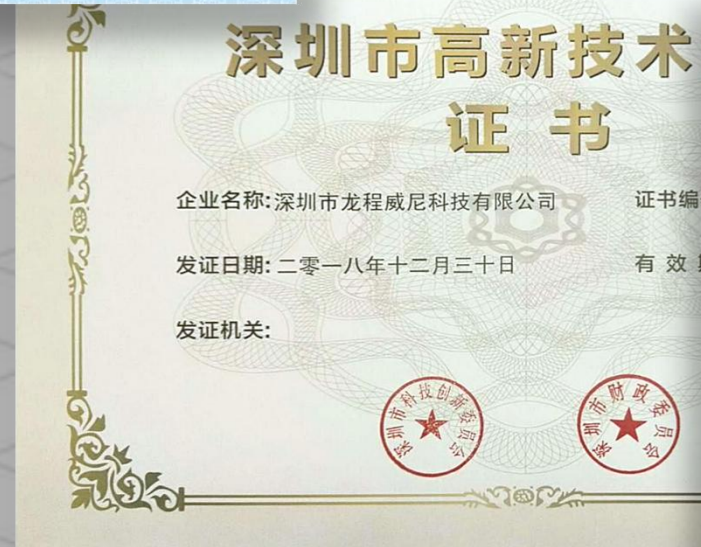 深圳市高新技术
证书
企业名称:深圳市龙程威尼科技有限公司 证书编
发证日期:二零一八年十二月三十日 有效
发证机关:
深圳市科技创新委员会
深圳市财政委员会